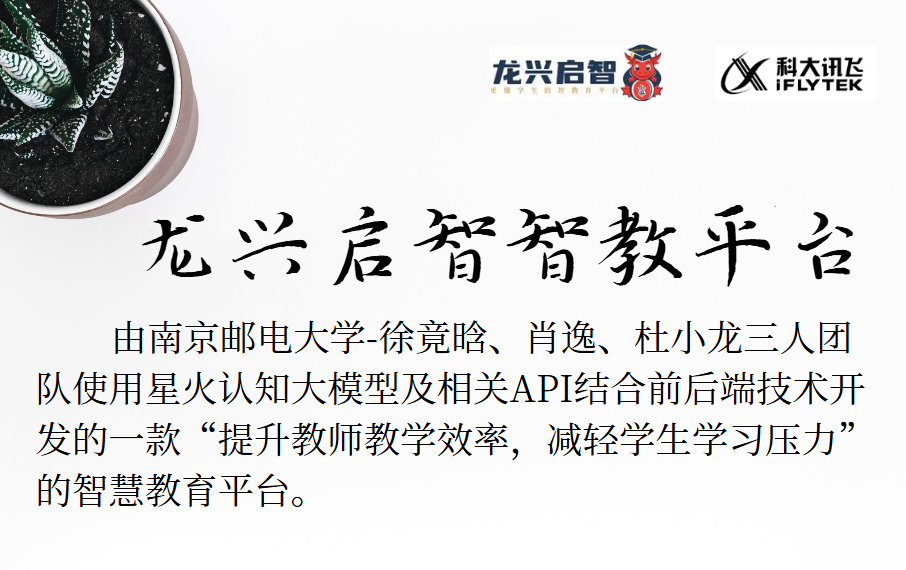 龙兴启智
更懂学生的智教育平台
科大讯飞
iFLYTEK
龙兴启智智教平台
由南京邮电大学-徐竟晗、肖逸、杜小龙三人团
队使用星火认知大模型及相关API结合前后端技术开
发的一款“提升教师教学效率，减轻学生学习压力”
的智慧教育平台。